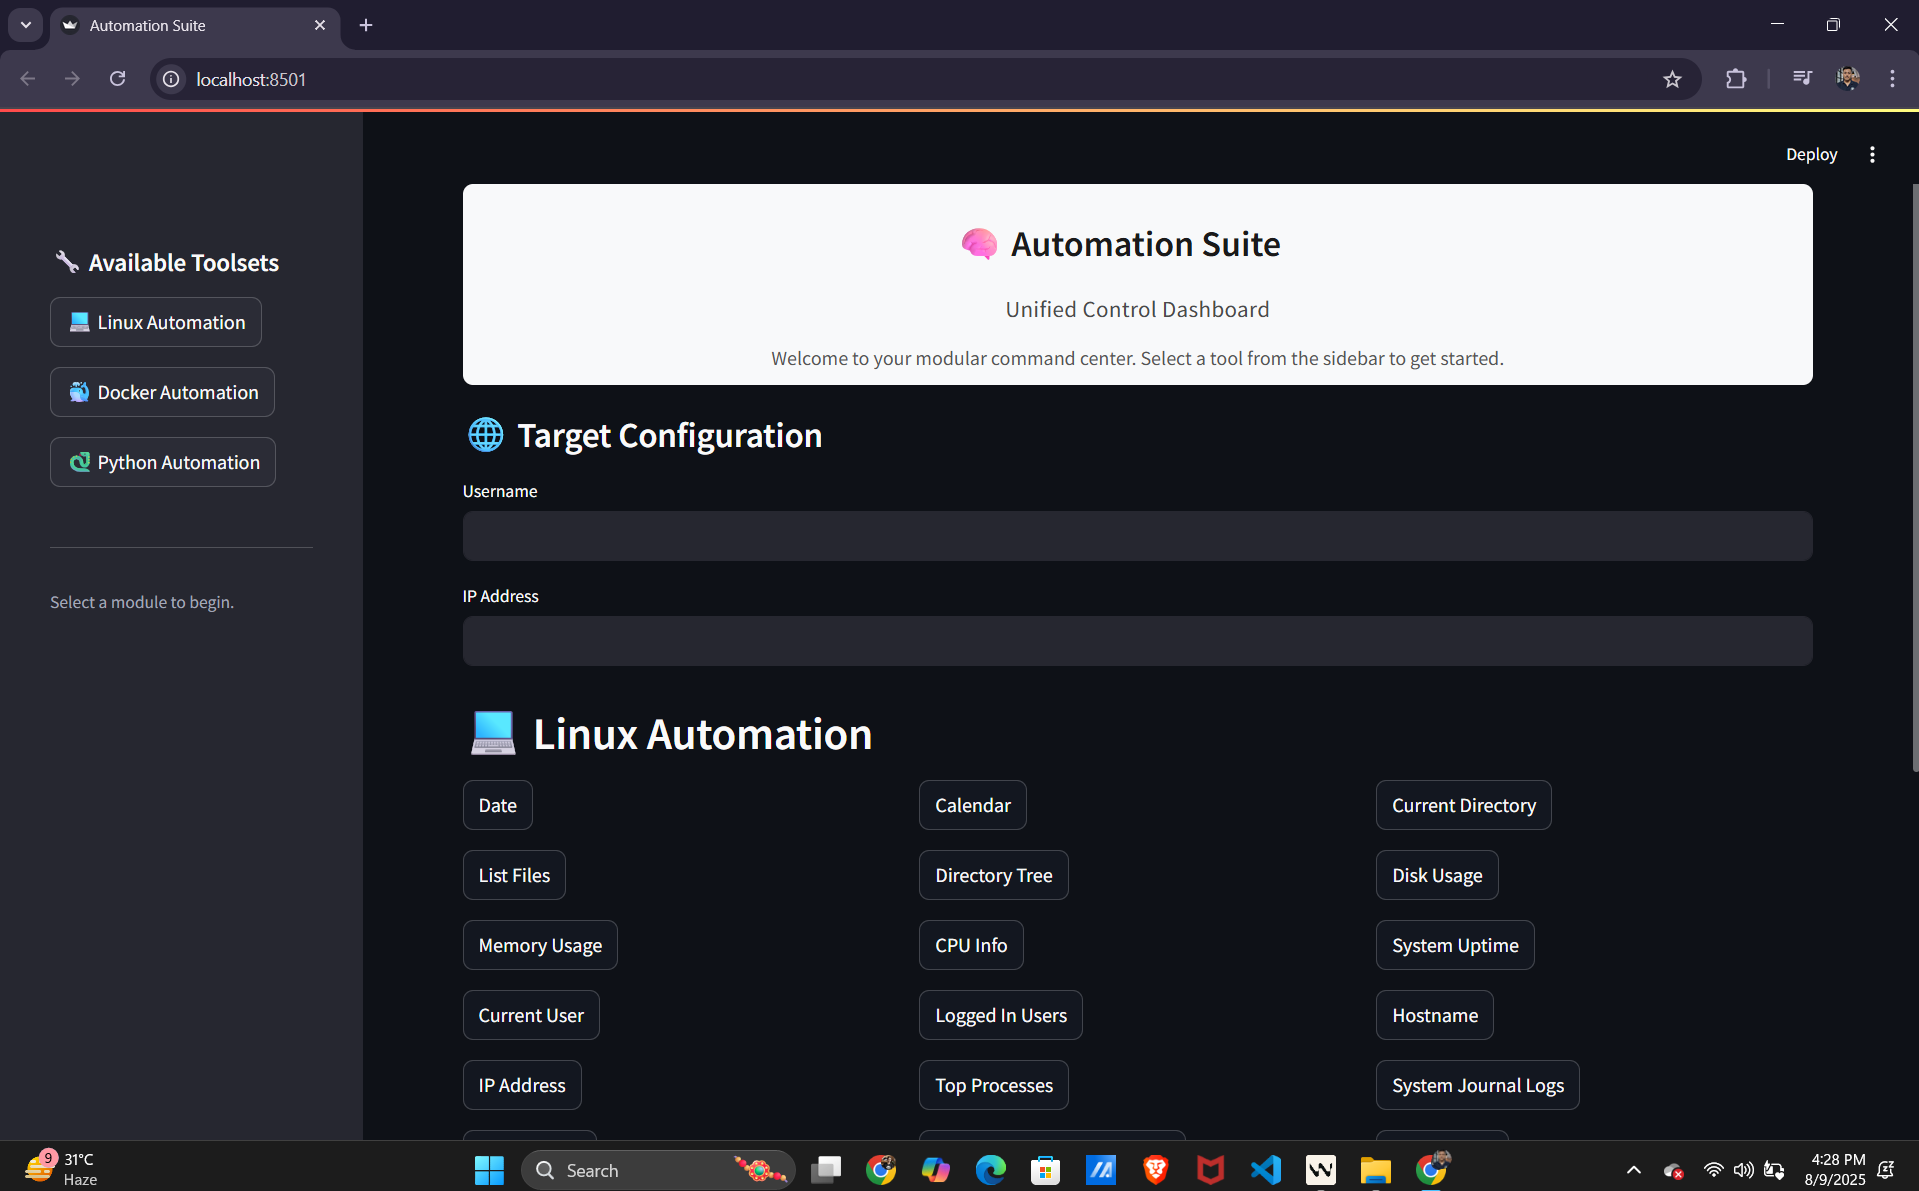 Automation Suite
localhost:8501
Deploy
Automation Suite
Unified Control Dashboard
Welcome to your modular command center. Select a tool from the sidebar to get started.
Available Toolsets
Linux Automation
Docker Automation
Python Automation
Select a module to begin.
Target Configuration
Username
IP Address
Linux Automation
Date
Calendar
Current Directory
List Files
Directory Tree
Disk Usage
Memory Usage
CPU Info
System Uptime
Current User
Logged In Users
Hostname
IP Address
Top Processes
System Journal Logs
9
31°C
Haze
Search
4:28 PM
8/9/2025